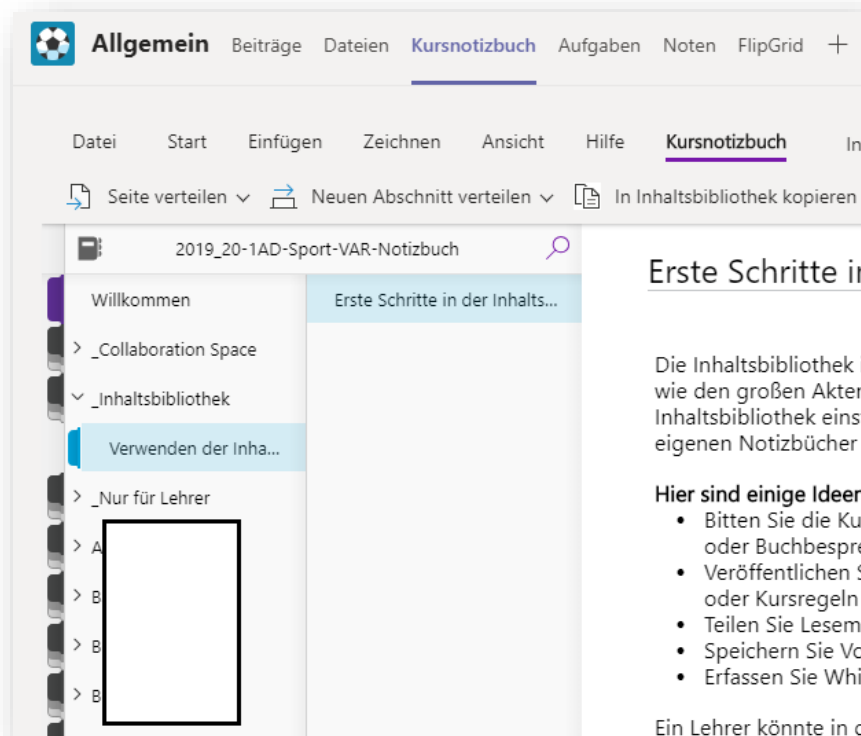 Allgemein Beiträge Dateien Kursnotizbuch Aufgaben Noten FlipGrid +
Datei Start Einfügen Zeichnen Ansicht Hilfe Kursnotizbuch In
Seite verteilen Neuen Abschnitt verteilen In Inhaltsbibliothek kopieren
2019_20-1AD-Sport-VAR-Notizbuch
Willkommen
_Collaboration Space
_Inhaltsbibliothek
Verwenden der Inha...
_Nur für Lehrer
A
B
B
B
Erste Schritte in der Inhalts...
Erste Schritte i
Die Inhaltsbibliothek
wie den großen Akte
Inhaltsbibliothek eins
eigenen Notizbücher
Hier sind einige Ideen
• Bitten Sie die Ku
oder Buchbespre
• Veröffentlichen S
oder Kursregeln
• Teilen Sie Lesem
• Speichern Sie Vo
• Erfassen Sie Whi
Ein Lehrer könnte in